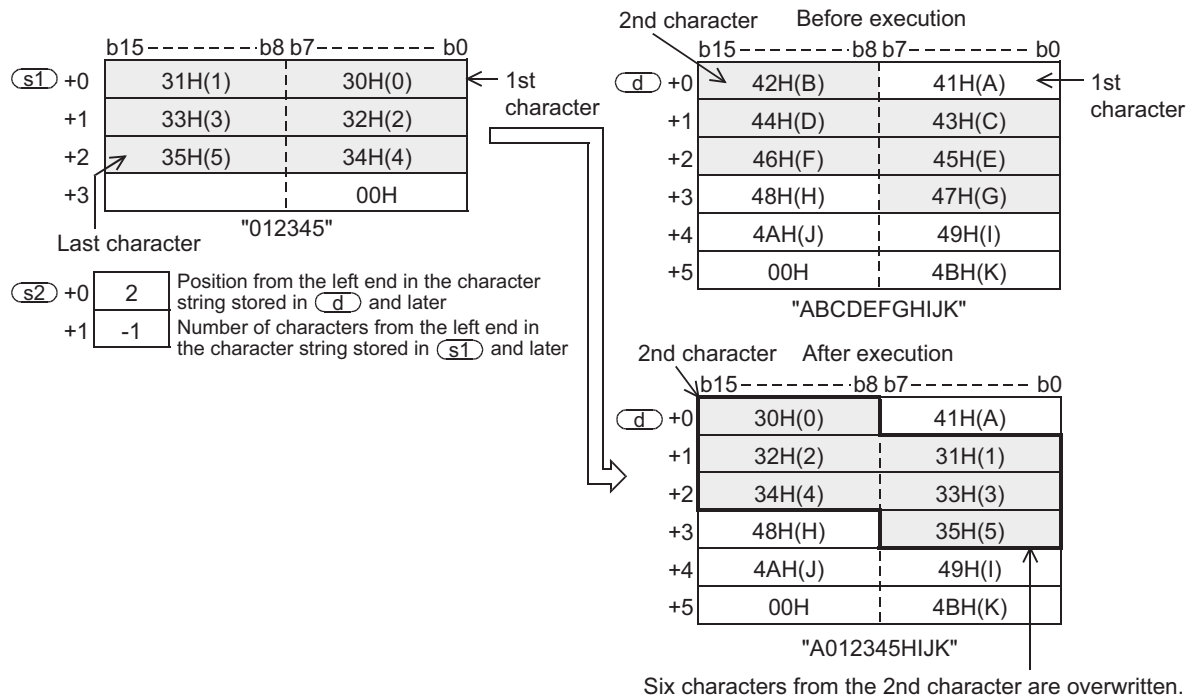 b15 b8 b7 b0
s1 +0 31H(1) 30H(0) 1st character
+1 33H(3) 32H(2)
+2 35H(5) 34H(4)
+3 00H
"012345"
Last character
s2 +0 2 Position from the left end in the character
string stored in d and later
+1 -1 Number of characters from the left end in
the character string stored in s1 and later
2nd character Before execution
b15 b8 b7 b0
d +0 42H(B) 41H(A) 1st character
+1 44H(D) 43H(C)
+2 46H(F) 45H(E)
+3 48H(H) 47H(G)
+4 4AH(J) 49H(I)
+5 00H 4BH(K)
"ABCDEFGHIJK"
2nd character After execution
b15 b8 b7 b0
d +0 30H(0) 41H(A)
+1 32H(2) 31H(1)
+2 34H(4) 33H(3)
+3 48H(H) 35H(5)
+4 4AH(J) 49H(I)
+5 00H 4BH(K)
"A012345HIJK"
Six characters from the 2nd character are overwritten.